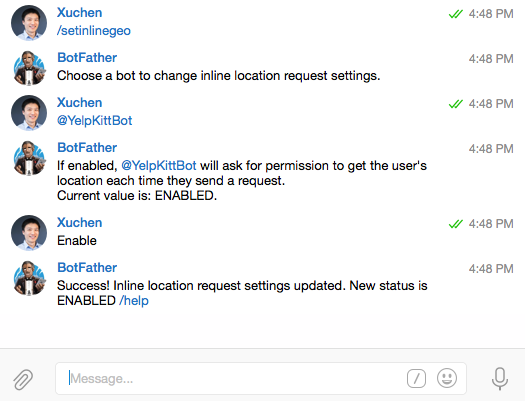 Xuchen 4:48 PM
/setinlinegeo
BotFather 4:48 PM
Choose a bot to change inline location request settings.
Xuchen 4:48 PM
@YelpKittBot
BotFather 4:48 PM
If enabled, @YelpKittBot will ask for permission to get the user's
location each time they send a request.
Current value is: ENABLED.
Xuchen 4:48 PM
Enable
BotFather 4:48 PM
Success! Inline location request settings updated. New status is
ENABLED /help
Message... /